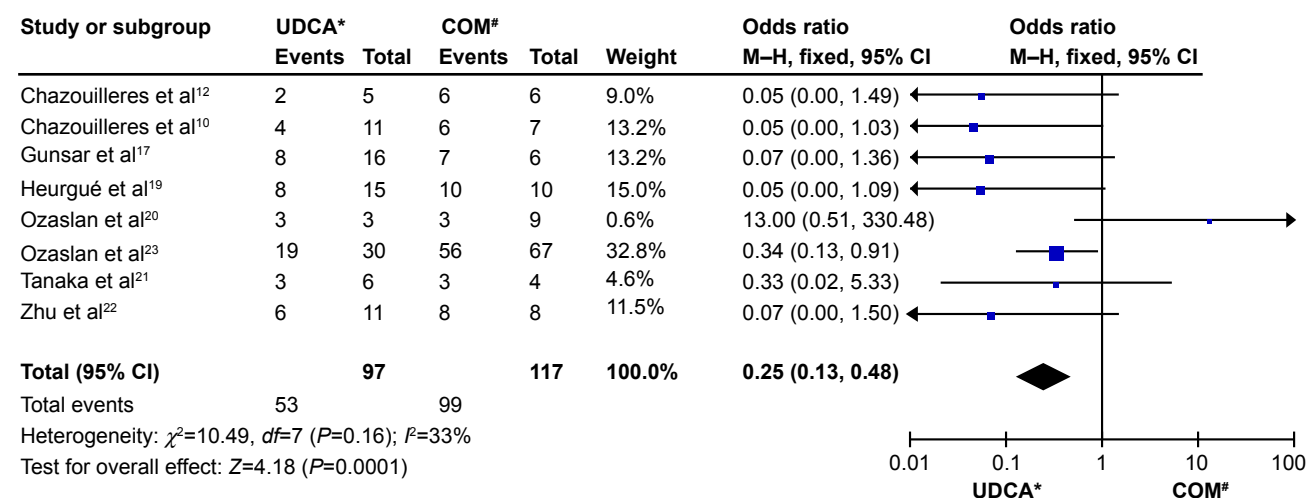 Study or subgroup UDCA* COM# Odds ratio Odds ratio
Events Total Events Total Weight M–H, fixed, 95% CI M–H, fixed, 95% CI
Chazouilleres et al12 2 5 6 6 9.0% 0.05 (0.00, 1.49)
Chazouilleres et al10 4 11 6 7 13.2% 0.05 (0.00, 1.03)
Gunsar et al17 8 16 7 6 13.2% 0.07 (0.00, 1.36)
Heurgué et al19 8 15 10 10 15.0% 0.05 (0.00, 1.09)
Ozaslan et al20 3 3 3 9 0.6% 13.00 (0.51, 330.48)
Ozaslan et al23 19 30 56 67 32.8% 0.34 (0.13, 0.91)
Tanaka et al21 3 6 3 4 4.6% 0.33 (0.02, 5.33)
Zhu et al22 6 11 8 8 11.5% 0.07 (0.00, 1.50)
Total (95% CI) 97 117 100.0% 0.25 (0.13, 0.48)
Total events 53 99
Heterogeneity: χ2=10.49, df=7 (P=0.16); I2=33%
Test for overall effect: Z=4.18 (P=0.0001)
0.01 0.1 1 10 100
UDCA* COM#